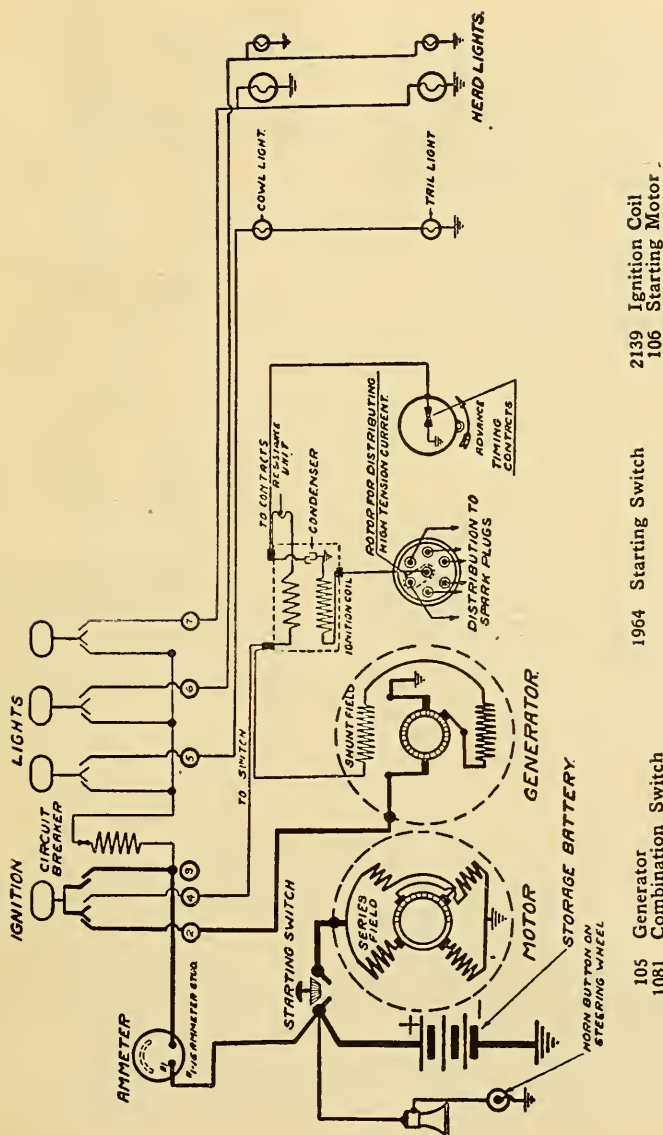 AMMETER
#1
#1 IS AMMETER STUD.
IGNITION
CIRCUIT
BREAKER
LIGHTS
2
4
3
5
6
7
TO SWITCH
STARTING SWITCH
SERIES
FIELD
MOTOR
+
-
STORAGE BATTERY.
HORN BUTTON ON
STEERING WHEEL
SHUNT FIELD
GENERATOR.
TO CONTACTS
RESISTANCE
UNIT
CONDENSER
IGNITION COIL
ROTOR FOR DISTRIBUTING
HIGH TENSION CURRENT.
DISTRIBUTION TO
SPARK PLUGS
ADVANCE
TIMING
CONTACTS
COWL LIGHT.
TAIL LIGHT
HEAD LIGHTS.
105 Generator
1081 Combination Switch
1964 Starting Switch
2139 Ignition Coil
106 Starting Motor